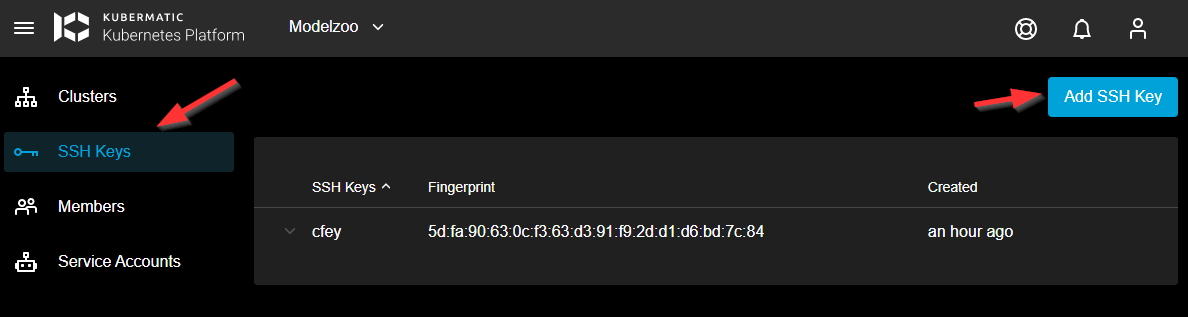 KUBERMATIC
Kubernetes Platform
Modelzoo
Clusters
Add SSH Key
SSH Keys
SSH Keys Fingerprint Created
Members
cfey 5d:fa:90:63:0c:f3:63:d3:91:f9:2d:d1:d6:bd:7c:84 an hour ago
Service Accounts